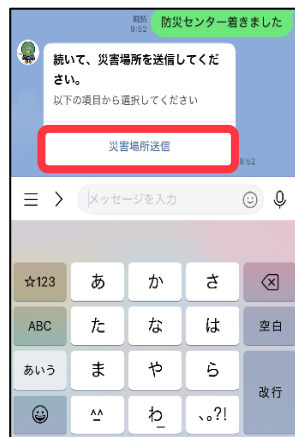 既読
9:52
防災センター着きました
続いて、災害場所を送信してくだ
さい。
以下の項目から選択してください
災害場所送信
9:52
メッセージを入力
☆123
あ
か
さ
ABC
た
な
は
空白
あいう
ま
や
ら
改行
^^
わ
、。?!